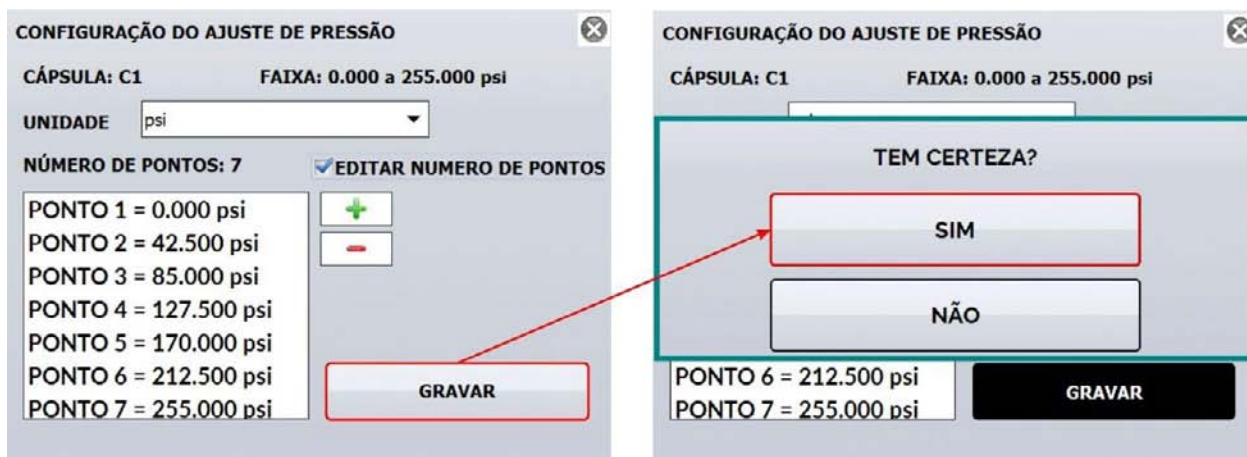 CONFIGURAÇÃO DO AJUSTE DE PRESSÃO
CÁPSULA: C1 FAIXA: 0.000 a 255.000 psi
UNIDADE psi
NÚMERO DE PONTOS: 7 EDITAR NUMERO DE PONTOS
PONTO 1 = 0.000 psi
PONTO 2 = 42.500 psi
PONTO 3 = 85.000 psi
PONTO 4 = 127.500 psi
PONTO 5 = 170.000 psi
PONTO 6 = 212.500 psi
PONTO 7 = 255.000 psi
GRAVAR
CONFIGURAÇÃO DO AJUSTE DE PRESSÃO
CÁPSULA: C1 FAIXA: 0.000 a 255.000 psi
TEM CERTEZA?
SIM
NÃO
PONTO 6 = 212.500 psi
PONTO 7 = 255.000 psi
GRAVAR